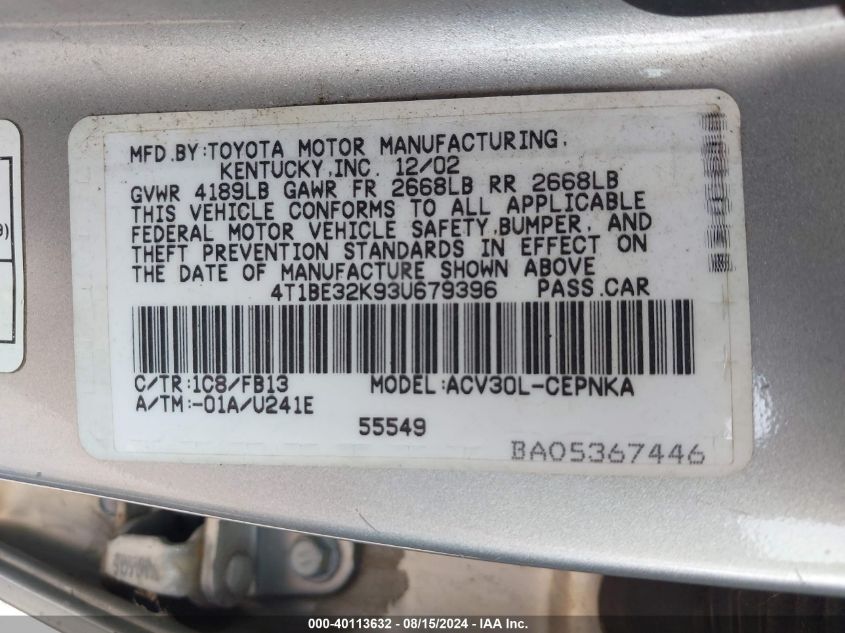 MFD.BY:TOYOTA MOTOR MANUFACTURING,
KENTUCKY,INC. 12/02
GVWR 4189LB GAWR FR 2668LB RR 2668LB
THIS VEHICLE CONFORMS TO ALL APPLICABLE
FEDERAL MOTOR VEHICLE SAFETY,BUMPER, AND
THEFT PREVENTION STANDARDS IN EFFECT ON
THE DATE OF MANUFACTURE SHOWN ABOVE
4T1BE32K93U679396 PASS.CAR
C/TR:1C8/FB13 MODEL:ACV30L-CEPNKA
A/TM:-01A/U241E
55549
BA05367446
9)
000-40113632 - 08/15/2024 - IAA Inc.